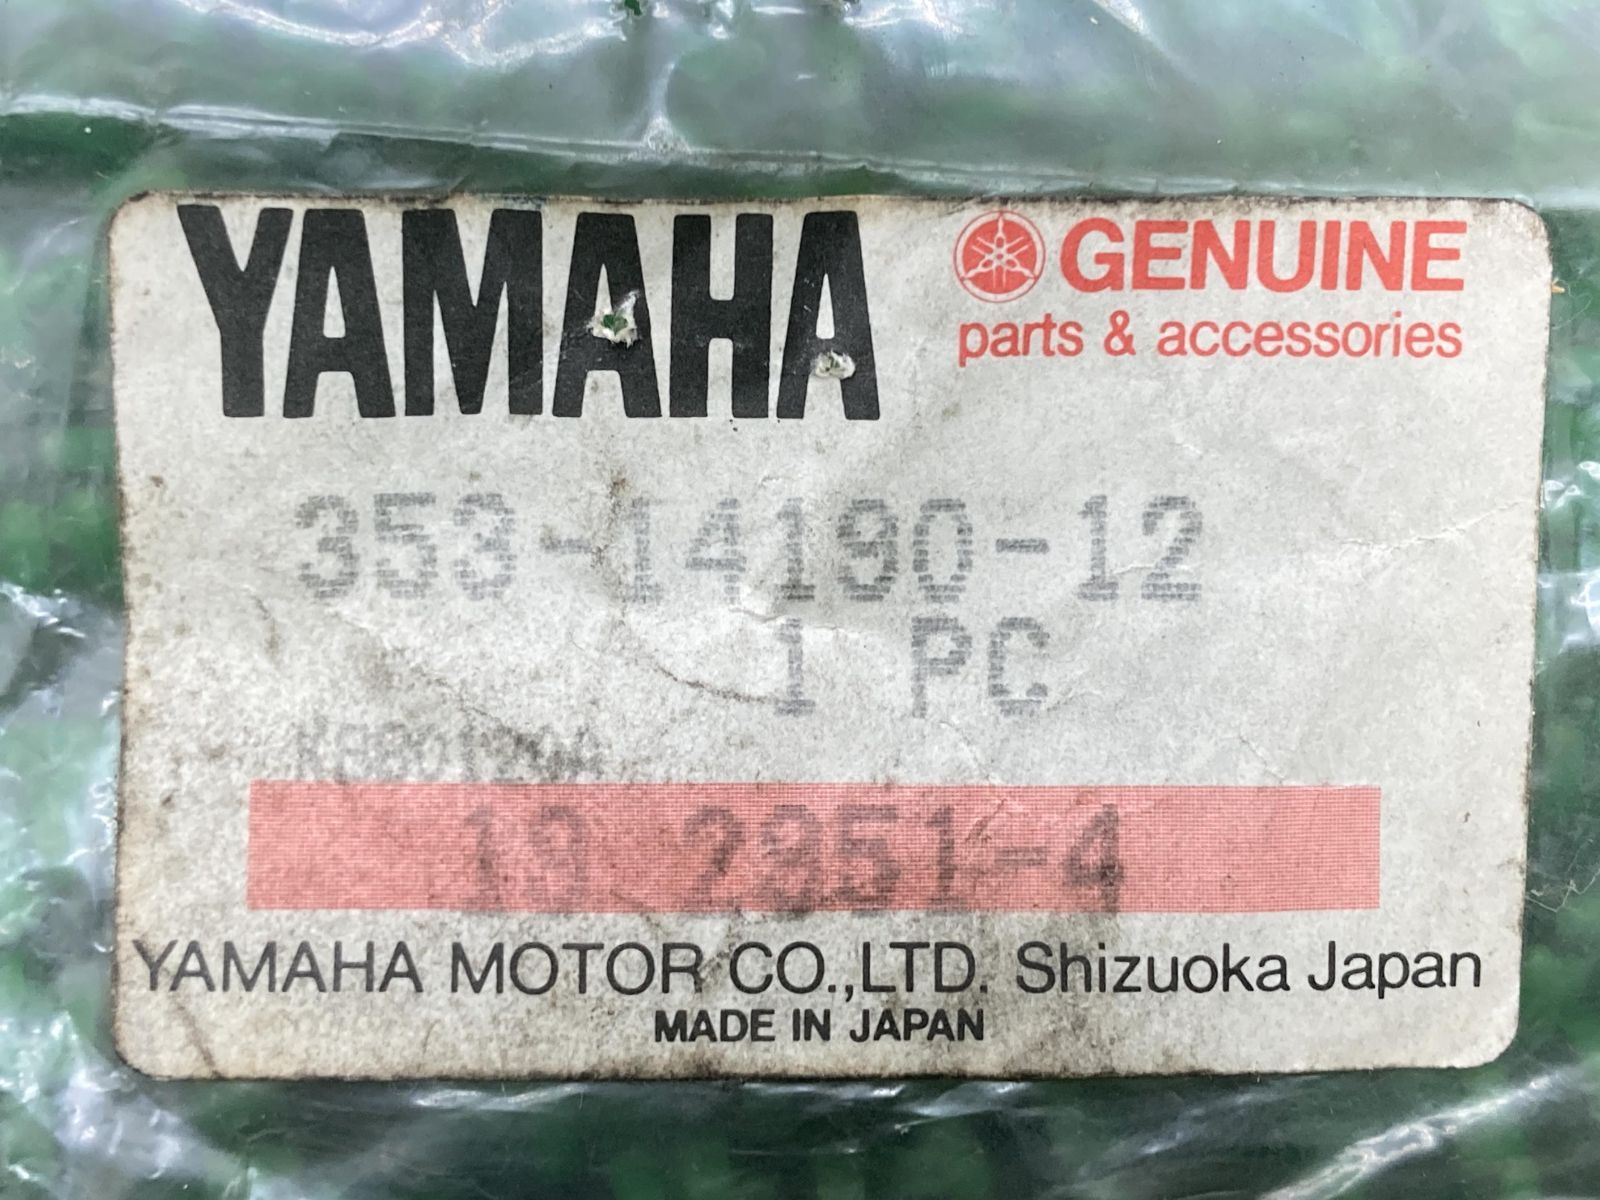 YAMAHA
GENUINE
parts & accessories
353-14190-12
1 PC
19 2951-4
YAMAHA MOTOR CO.,LTD. Shizuoka Japan
MADE IN JAPAN